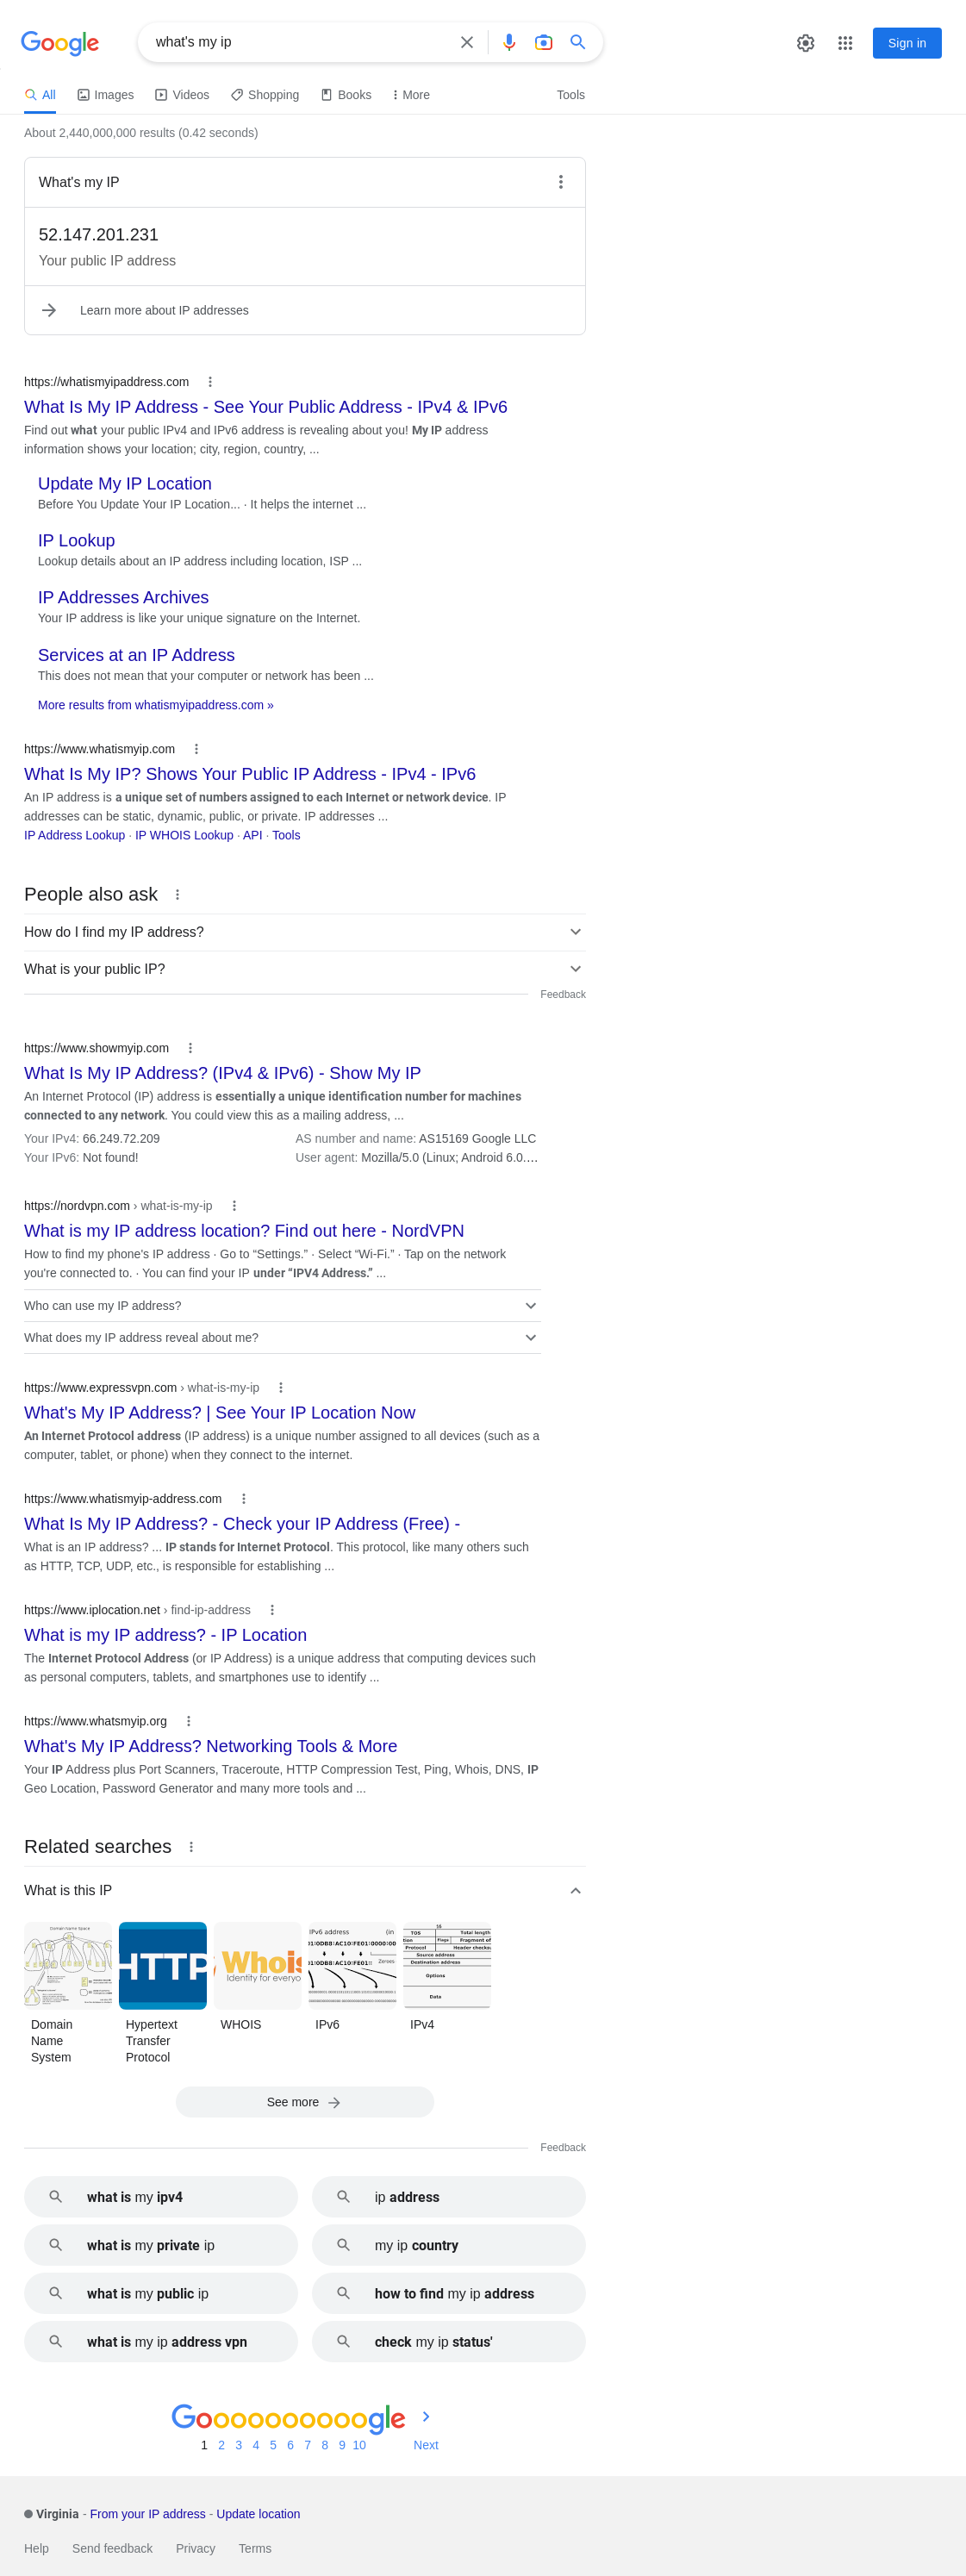 Google
what's my ip
Sign in
All
Images
Videos
Shopping
Books
More
Tools
About 2,440,000,000 results (0.42 seconds)
What's my IP
52.147.201.231
Your public IP address
Learn more about IP addresses
https://whatismyipaddress.com
What Is My IP Address - See Your Public Address - IPv4 & IPv6
Find out what your public IPv4 and IPv6 address is revealing about you! My IP address
information shows your location; city, region, country, ...
Update My IP Location
Before You Update Your IP Location... · It helps the internet ...
IP Lookup
Lookup details about an IP address including location, ISP ...
IP Addresses Archives
Your IP address is like your unique signature on the Internet.
Services at an IP Address
This does not mean that your computer or network has been ...
More results from whatismyipaddress.com »
https://www.whatismyip.com
What Is My IP? Shows Your Public IP Address - IPv4 - IPv6
An IP address is a unique set of numbers assigned to each Internet or network device. IP
addresses can be static, dynamic, public, or private. IP addresses ...
IP Address Lookup · IP WHOIS Lookup · API · Tools
People also ask
How do I find my IP address?
What is your public IP?
Feedback
https://www.showmyip.com
What Is My IP Address? (IPv4 & IPv6) - Show My IP
An Internet Protocol (IP) address is essentially a unique identification number for machines
connected to any network. You could view this as a mailing address, ...
Your IPv4: 66.249.72.209
AS number and name: AS15169 Google LLC
Your IPv6: Not found!
User agent: Mozilla/5.0 (Linux; Android 6.0....
https://nordvpn.com › what-is-my-ip
What is my IP address location? Find out here - NordVPN
How to find my phone's IP address · Go to “Settings.” · Select “Wi-Fi.” · Tap on the network
you're connected to. · You can find your IP under “IPV4 Address.” ...
Who can use my IP address?
What does my IP address reveal about me?
https://www.expressvpn.com › what-is-my-ip
What's My IP Address? | See Your IP Location Now
An Internet Protocol address (IP address) is a unique number assigned to all devices (such as a
computer, tablet, or phone) when they connect to the internet.
https://www.whatismyip-address.com
What Is My IP Address? - Check your IP Address (Free) -
What is an IP address? ... IP stands for Internet Protocol. This protocol, like many others such
as HTTP, TCP, UDP, etc., is responsible for establishing ...
https://www.iplocation.net › find-ip-address
What is my IP address? - IP Location
The Internet Protocol Address (or IP Address) is a unique address that computing devices such
as personal computers, tablets, and smartphones use to identify ...
https://www.whatsmyip.org
What's My IP Address? Networking Tools & More
Your IP Address plus Port Scanners, Traceroute, HTTP Compression Test, Ping, Whois, DNS, IP
Geo Location, Password Generator and many more tools and ...
Related searches
What is this IP
Domain Name Space
HTTP
Whois
Identity for everyo
IPv6 address (in
Zeroes
16
TOS Total length
Flags Fragment of
Protocol Header checks
Source address
Destination address
Options
Data
Domain
Name
System
Hypertext
Transfer
Protocol
WHOIS
IPv6
IPv4
See more
Feedback
what is my ipv4
ip address
what is my private ip
my ip country
what is my public ip
how to find my ip address
what is my ip address vpn
check my ip status'
Goooooooooogle
1 2 3 4 5 6 7 8 9 10 Next
Virginia - From your IP address - Update location
Help
Send feedback
Privacy
Terms